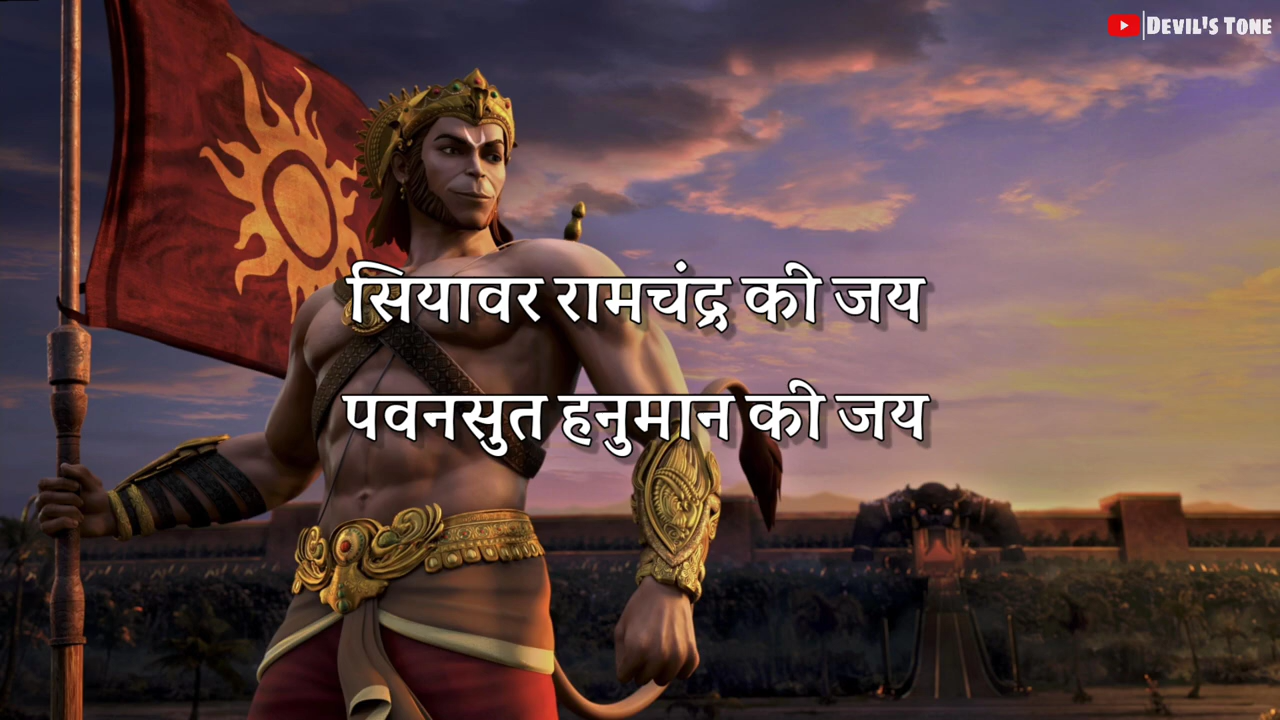 DEVIL'S TONE
सियावर रामचंद्र की जय
पवनसुत हनुमान की जय